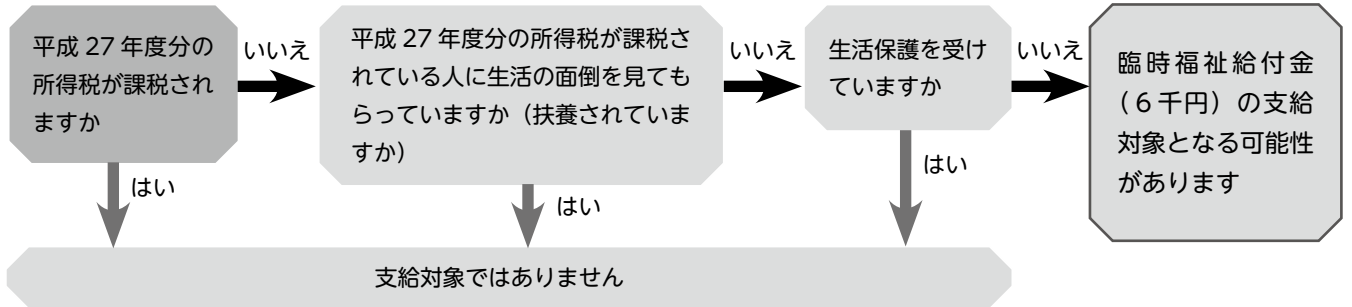 平成 27 年度分の
所得税が課税され
ますか
いいえ
はい
平成 27 年度分の所得税が課税さ
れている人に生活の面倒を見ても
らっていますか（扶養されていま
すか）
いいえ
はい
生活保護を受け
ていますか
いいえ
はい
臨時福祉給付金
（６千円）の支給
対象となる可能性
があります
支給対象ではありません